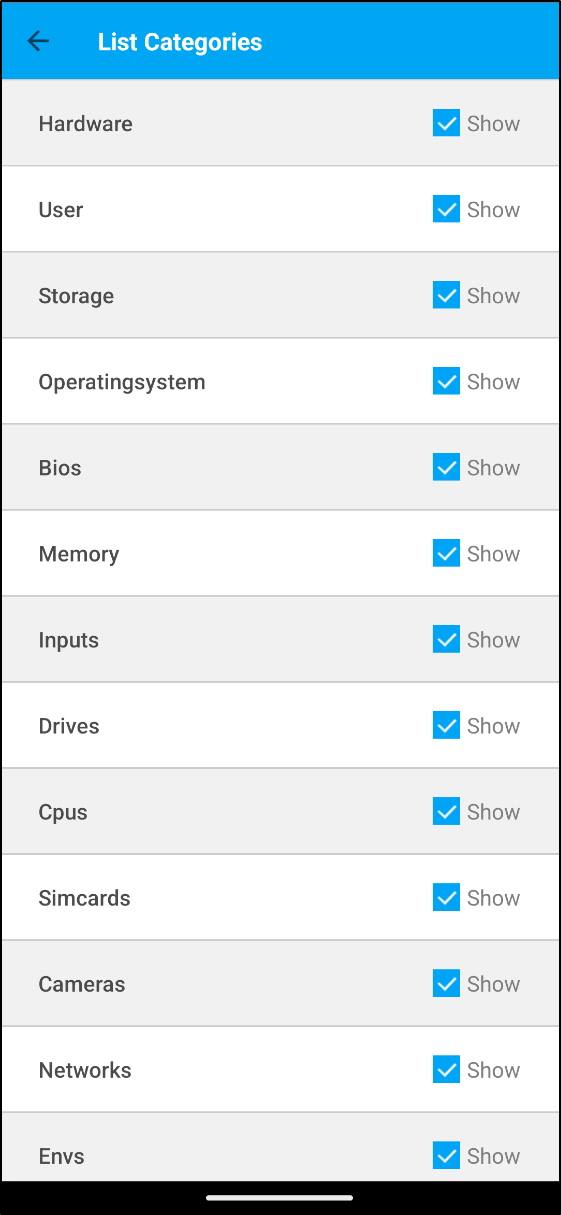 List Categories
Hardware Show
User Show
Storage Show
Operatingsystem Show
Bios Show
Memory Show
Inputs Show
Drives Show
Cpus Show
Simcards Show
Cameras Show
Networks Show
Envs Show